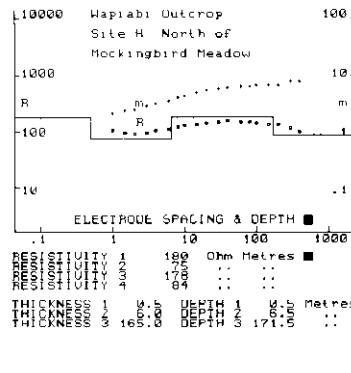 10000 Wapiabi Outcrop 100.
Site H North of
Mockingbird Meadow
1000 10.
R m m
R
100 1
10 .1
ELECTRODE SPACING & DEPTH
.1 1 10 100 1000
RESISTIVITY 1 180 Ohm Metres
RESISTIVITY 2 75 .. ..
RESISTIVITY 3 178 .. ..
RESISTIVITY 4 84 .. ..
THICKNESS 1 0.5 DEPTH 1 0.5 Metres
THICKNESS 2 6.0 DEPTH 2 6.5 ..
THICKNESS 3 165.0 DEPTH 3 171.5 ..